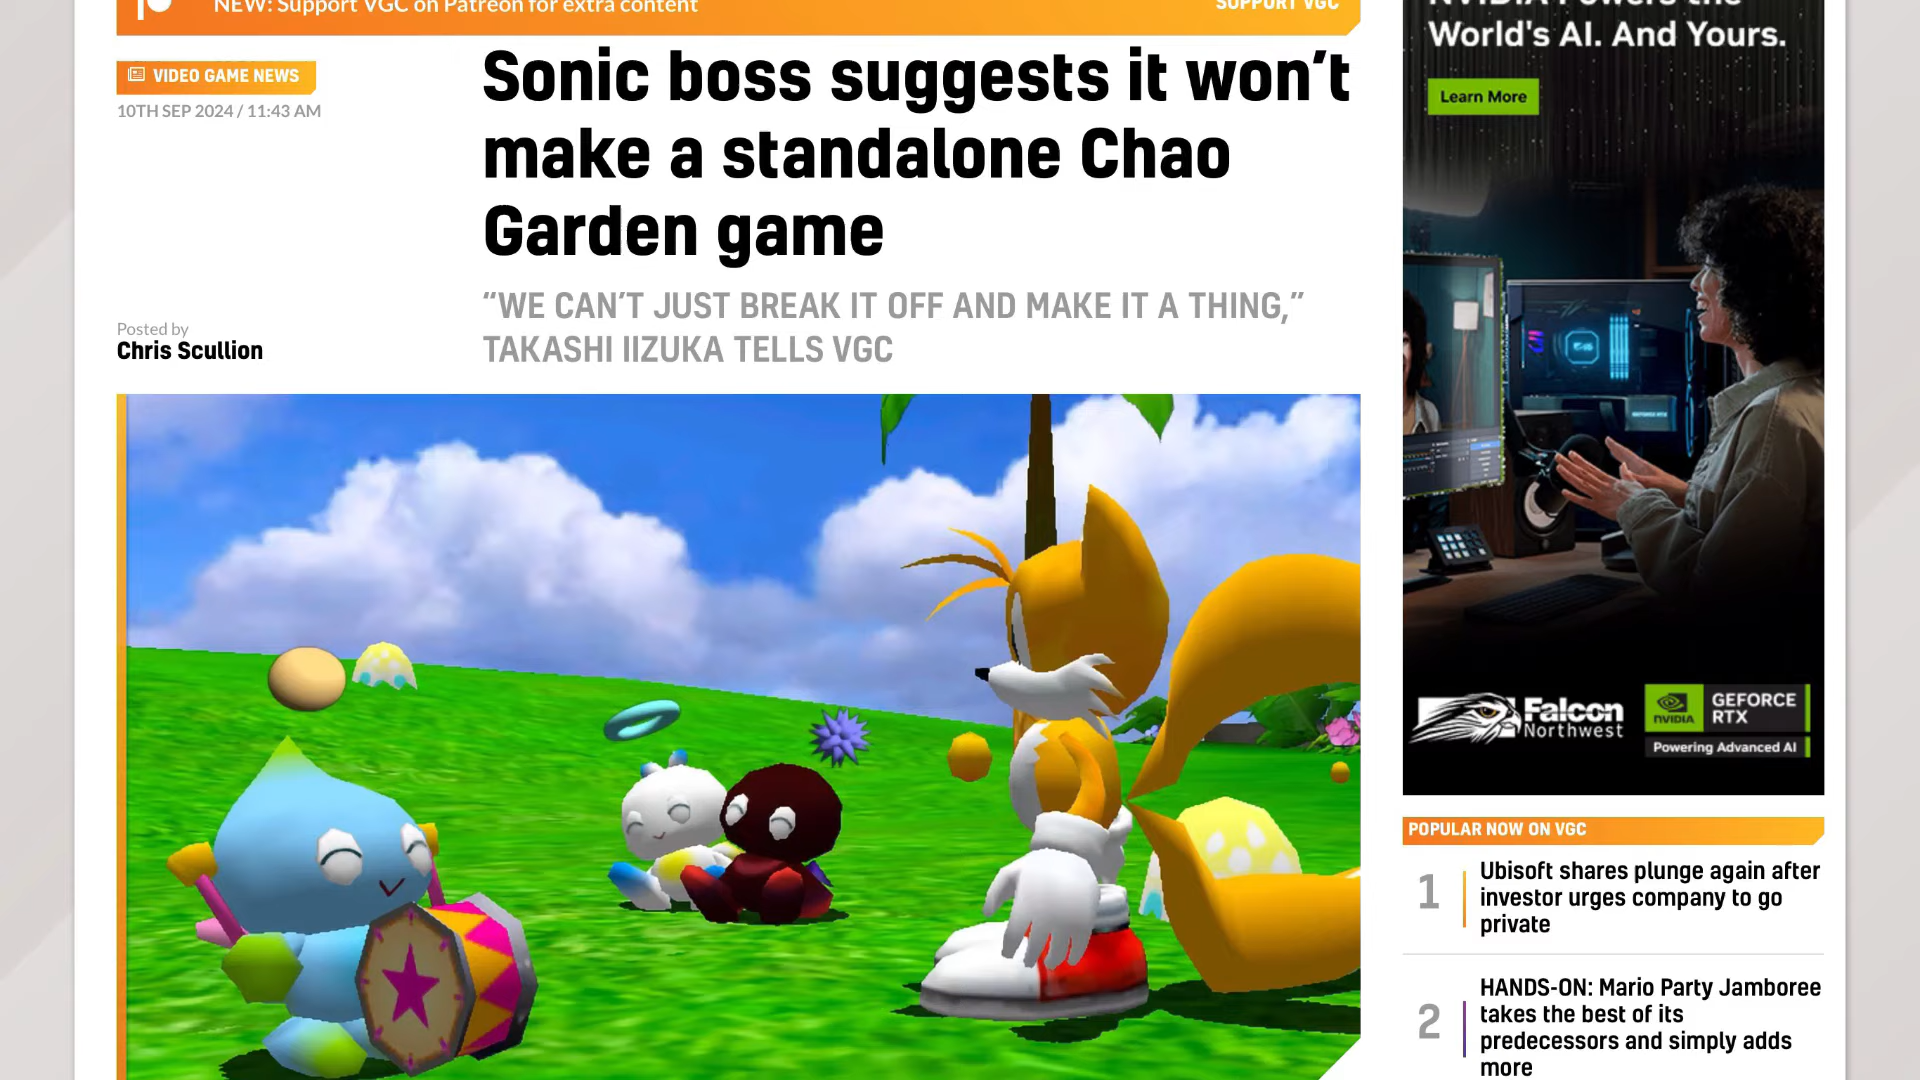 NEW: Support VGC on Patreon for extra content
SUPPORT VGC
VIDEO GAME NEWS
10TH SEP 2024 / 11:43 AM
Sonic boss suggests it won’t
make a standalone Chao
Garden game
“WE CAN’T JUST BREAK IT OFF AND MAKE IT A THING,”
TAKASHI IIZUKA TELLS VGC
Posted by
Chris Scullion
NVIDIA Powers the
World's AI. And Yours.
Learn More
Falcon
Northwest
NVIDIA
GEFORCE
RTX
Powering Advanced AI
POPULAR NOW ON VGC
1
Ubisoft shares plunge again after
investor urges company to go
private
2
HANDS-ON: Mario Party Jamboree
takes the best of its
predecessors and simply adds
more